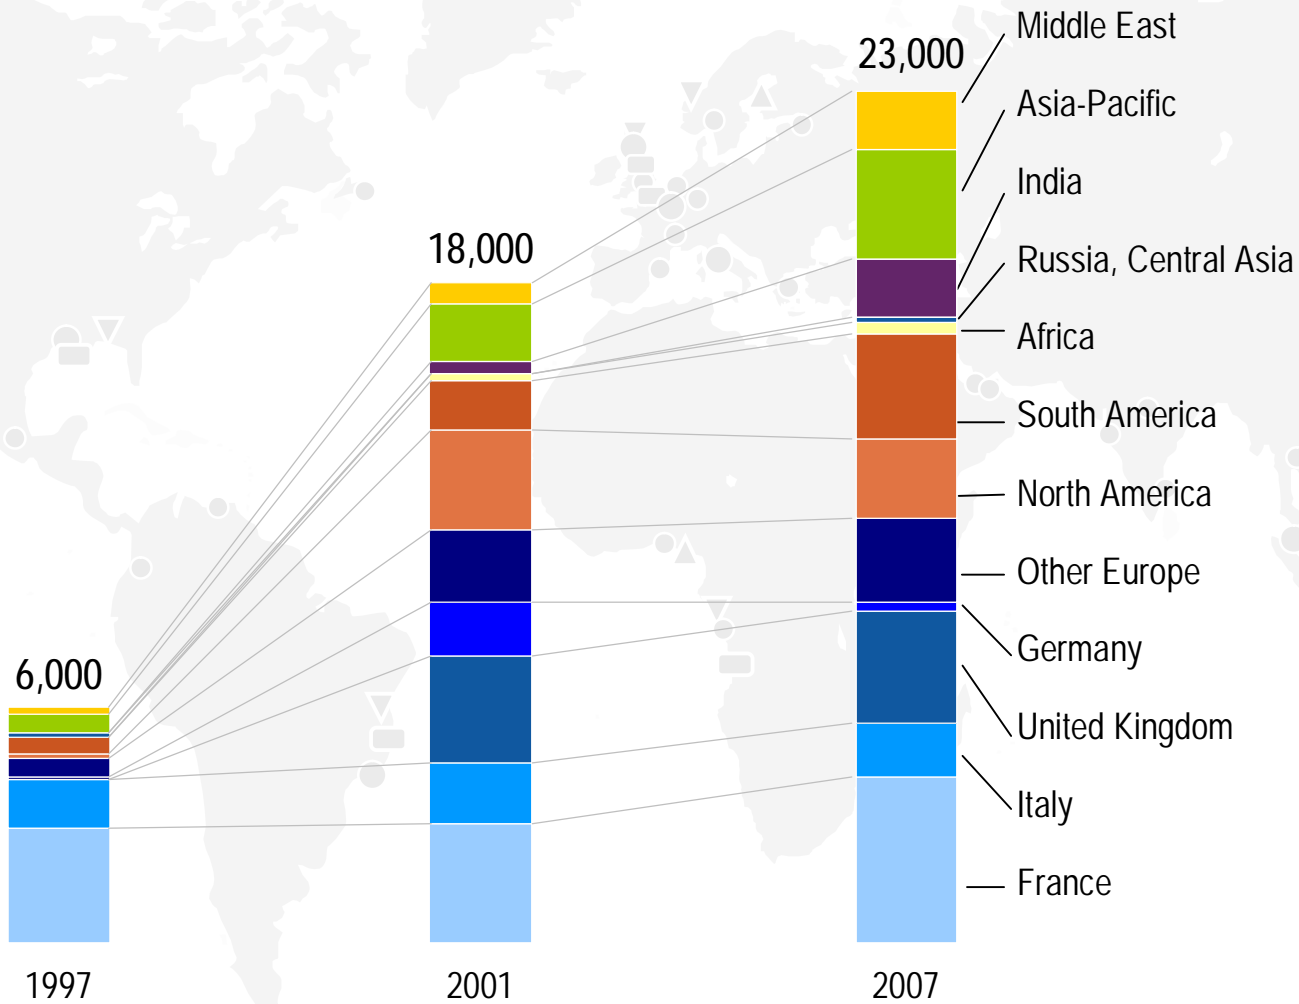 Middle East
23,000
Asia-Pacific
India
18,000
Russia, Central Asia
Africa
South America
North America
Other Europe
Germany
6,000
United Kingdom
Italy
France
1997
2001
2007